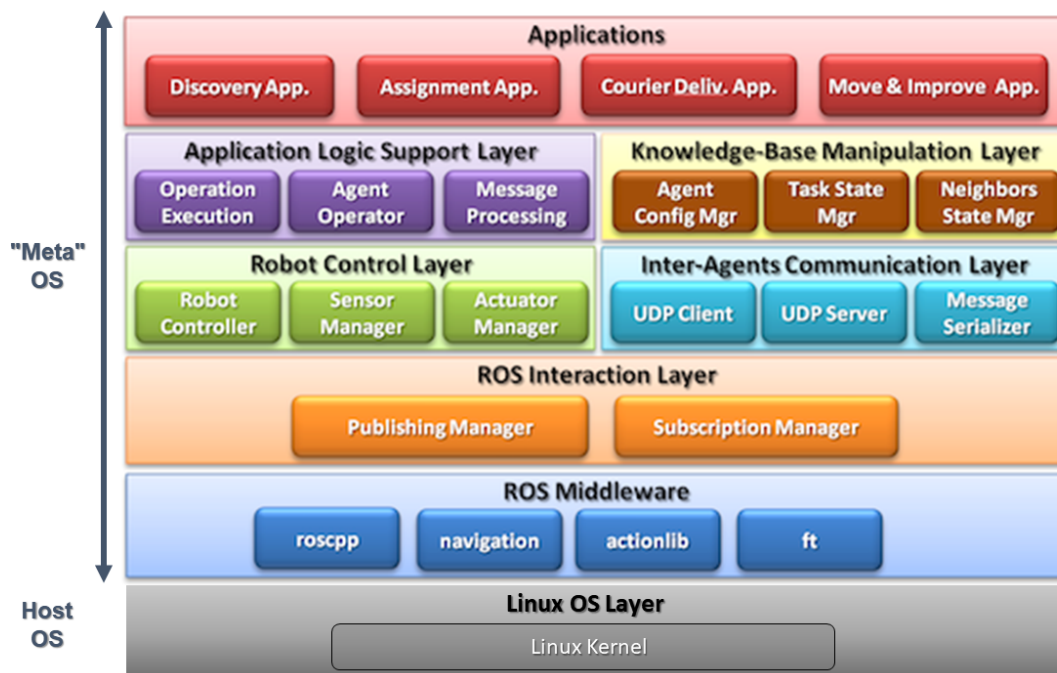 Applications
Discovery App.
Assignment App.
Courier Deliv. App.
Move & Improve App.
Application Logic Support Layer
Operation
Execution
Agent
Operator
Message
Processing
Knowledge-Base Manipulation Layer
Agent
Config Mgr
Task State
Mgr
Neighbors
State Mgr
"Meta"
OS
Robot Control Layer
Robot
Controller
Sensor
Manager
Actuator
Manager
Inter-Agents Communication Layer
UDP Client
UDP Server
Message
Serializer
ROS Interaction Layer
Publishing Manager
Subscription Manager
ROS Middleware
roscpp
navigation
actionlib
ft
Host
OS
Linux OS Layer
Linux Kernel